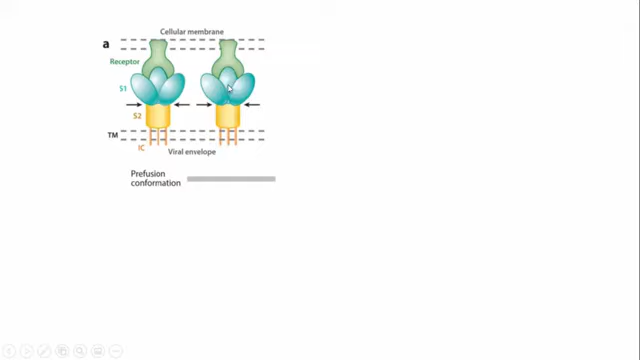 Cellular membrane
a
Receptor
S1
S2
TM
IC
Viral envelope
Prefusion
conformation